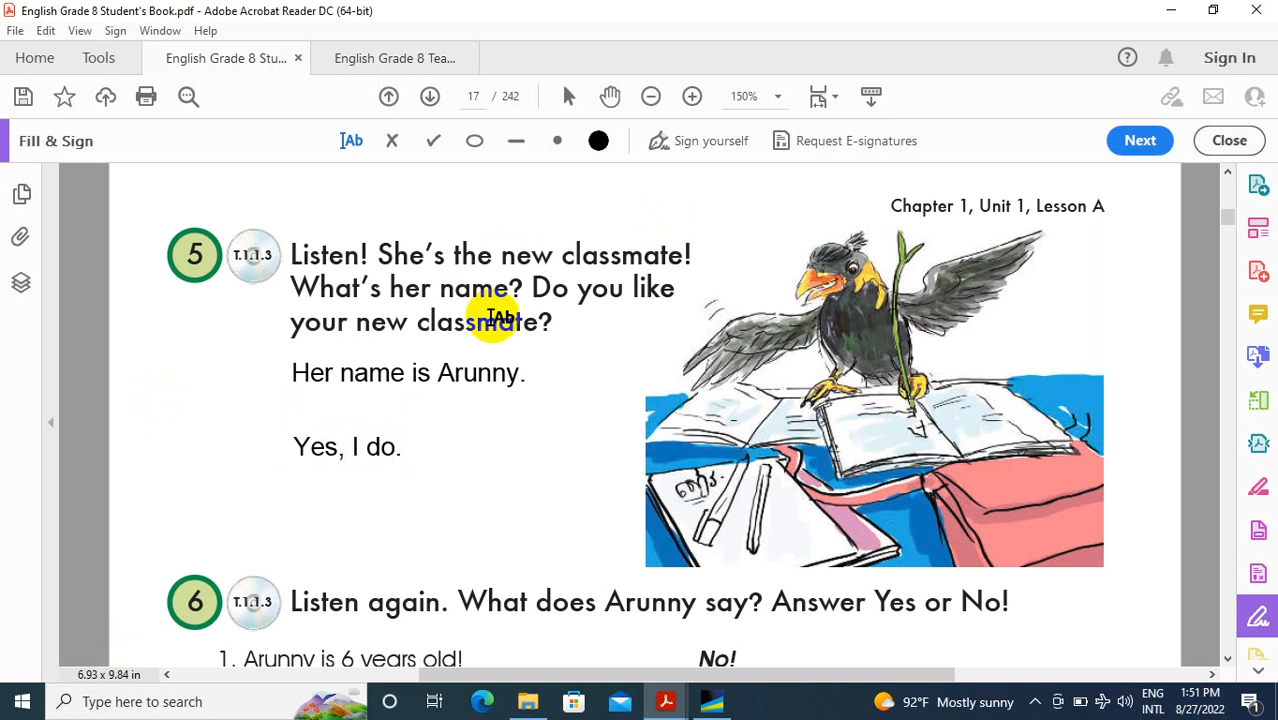 English Grade 8 Student's Book.pdf - Adobe Acrobat Reader DC (64-bit)
File Edit View Sign Window Help
Home Tools English Grade 8 Stu... × English Grade 8 Tea... Sign In
17 / 242 150%
Fill & Sign Ab Sign yourself Request E-signatures Next Close
Chapter 1, Unit 1, Lesson A
5 T.1.1.3 Listen! She's the new classmate!
What's her name? Do you like
your new classmate?
Her name is Arunny.
Yes, I do.
6 T.1.1.3 Listen again. What does Arunny say? Answer Yes or No!
1. Arunny is 6 years old! No!
6.93 x 9.84 in
Type here to search 92°F Mostly sunny ENG 1:51 PM
INTL 8/27/2022